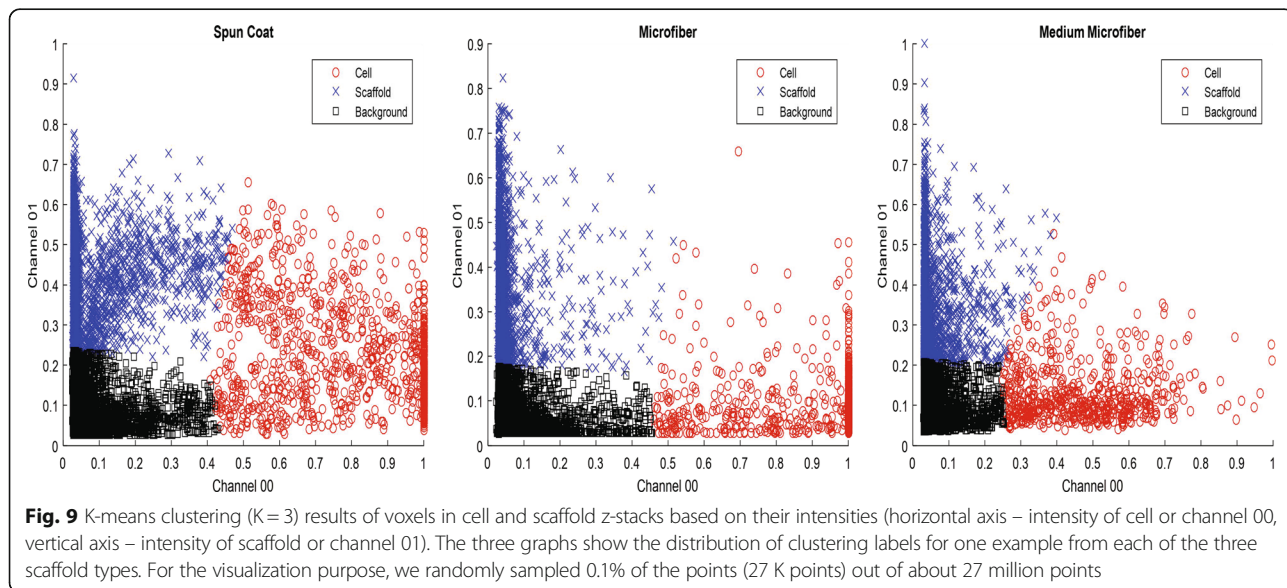 Spun Coat
Cell
Scaffold
Background
1
0.9
0.8
0.7
0.6
0.5
0.4
0.3
0.2
0.1
0
Channel 01
0 0.1 0.2 0.3 0.4 0.5 0.6 0.7 0.8 0.9 1
Channel 00
Microfiber
Cell
Scaffold
Background
0.9
0.8
0.7
0.6
0.5
0.4
0.3
0.2
0.1
0
Channel 01
0 0.1 0.2 0.3 0.4 0.5 0.6 0.7 0.8 0.9 1
Channel 00
Medium Microfiber
Cell
Scaffold
Background
1
0.9
0.8
0.7
0.6
0.5
0.4
0.3
0.2
0.1
0
Channel 01
0 0.1 0.2 0.3 0.4 0.5 0.6 0.7 0.8 0.9 1
Channel 00
Fig. 9 K-means clustering (K = 3) results of voxels in cell and scaffold z-stacks based on their intensities (horizontal axis – intensity of cell or channel 00,
vertical axis – intensity of scaffold or channel 01). The three graphs show the distribution of clustering labels for one example from each of the three
scaffold types. For the visualization purpose, we randomly sampled 0.1% of the points (27 K points) out of about 27 million points